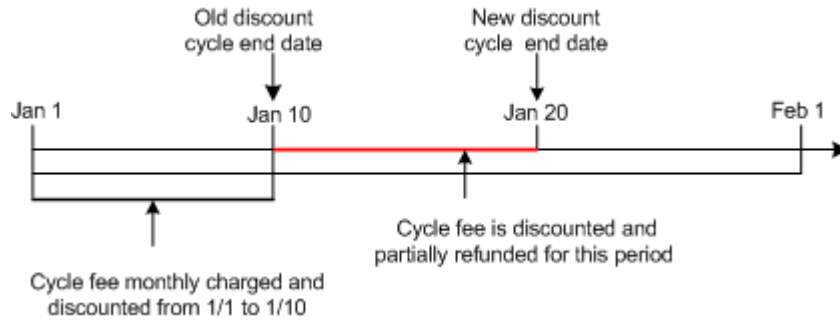 Old discount
cycle end date
New discount
cycle end date
Jan 1
Jan 10
Jan 20
Feb 1
Cycle fee is discounted and
partially refunded for this period
Cycle fee monthly charged and
discounted from 1/1 to 1/10